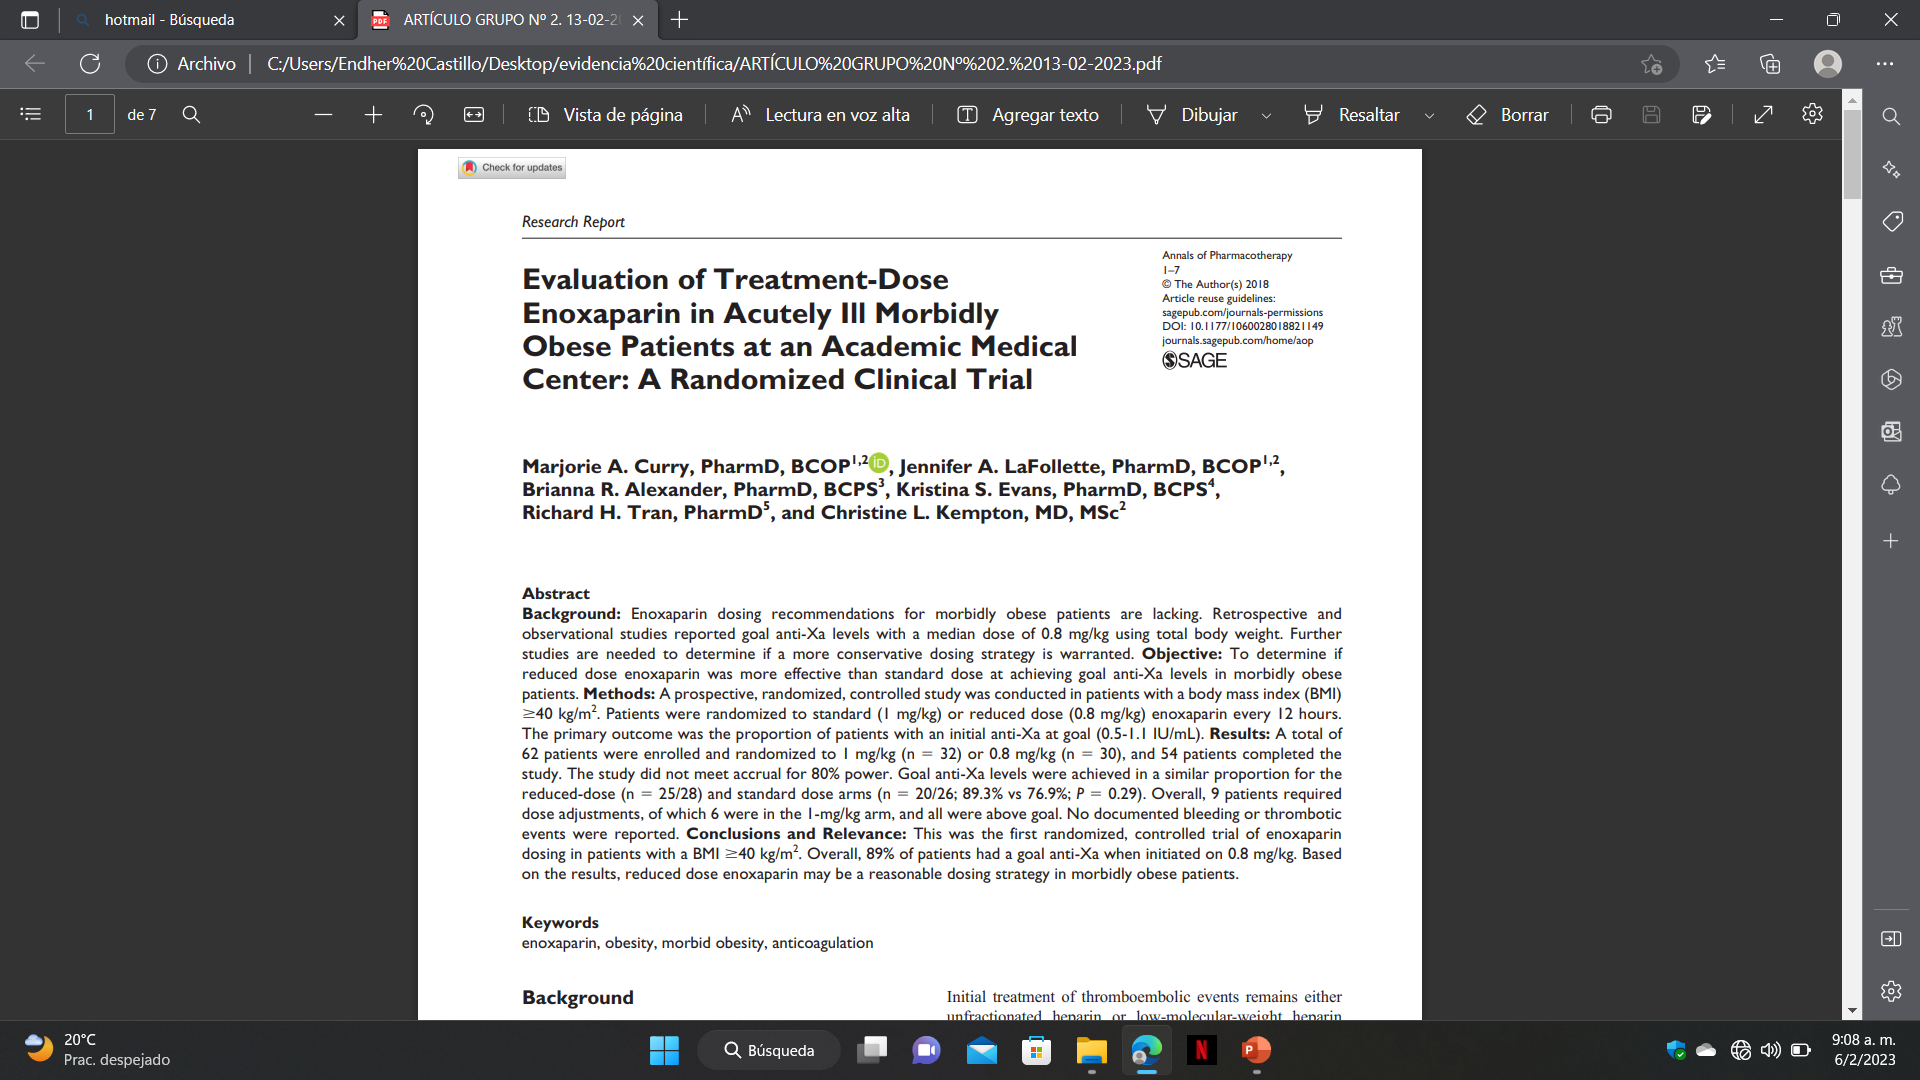 hotmail - Búsqueda
ARTÍCULO GRUPO Nº 2. 13-02-2
Archivo
C:/Users/Endher%20Castillo/Desktop/evidencia%20científica/ARTÍCULO%20GRUPO%20Nº%202.%2013-02-2023.pdf
1
de 7
Vista de página
Lectura en voz alta
Agregar texto
Dibujar
Resaltar
Borrar
Check for updates
Research Report
Annals of Pharmacotherapy
1–7
© The Author(s) 2018
Article reuse guidelines:
sagepub.com/journals-permissions
DOI: 10.1177/1060028018821149
journals.sagepub.com/home/aop
SAGE
Evaluation of Treatment-Dose
Enoxaparin in Acutely Ill Morbidly
Obese Patients at an Academic Medical
Center: A Randomized Clinical Trial
Marjorie A. Curry, PharmD, BCOP1,2 iD, Jennifer A. LaFollette, PharmD, BCOP1,2,
Brianna R. Alexander, PharmD, BCPS3, Kristina S. Evans, PharmD, BCPS4,
Richard H. Tran, PharmD5, and Christine L. Kempton, MD, MSc2
Abstract
Background: Enoxaparin dosing recommendations for morbidly obese patients are lacking. Retrospective and
observational studies reported goal anti-Xa levels with a median dose of 0.8 mg/kg using total body weight. Further
studies are needed to determine if a more conservative dosing strategy is warranted. Objective: To determine if
reduced dose enoxaparin was more effective than standard dose at achieving goal anti-Xa levels in morbidly obese
patients. Methods: A prospective, randomized, controlled study was conducted in patients with a body mass index (BMI)
≥40 kg/m2. Patients were randomized to standard (1 mg/kg) or reduced dose (0.8 mg/kg) enoxaparin every 12 hours.
The primary outcome was the proportion of patients with an initial anti-Xa at goal (0.5-1.1 IU/mL). Results: A total of
62 patients were enrolled and randomized to 1 mg/kg (n = 32) or 0.8 mg/kg (n = 30), and 54 patients completed the
study. The study did not meet accrual for 80% power. Goal anti-Xa levels were achieved in a similar proportion for the
reduced-dose (n = 25/28) and standard dose arms (n = 20/26; 89.3% vs 76.9%; P = 0.29). Overall, 9 patients required
dose adjustments, of which 6 were in the 1-mg/kg arm, and all were above goal. No documented bleeding or thrombotic
events were reported. Conclusions and Relevance: This was the first randomized, controlled trial of enoxaparin
dosing in patients with a BMI ≥40 kg/m2. Overall, 89% of patients had a goal anti-Xa when initiated on 0.8 mg/kg. Based
on the results, reduced dose enoxaparin may be a reasonable dosing strategy in morbidly obese patients.
Keywords
enoxaparin, obesity, morbid obesity, anticoagulation
Background
Initial treatment of thromboembolic events remains either
unfractionated heparin or low-molecular-weight heparin
20°C
Prac. despejado
Búsqueda
9:08 a. m.
6/2/2023